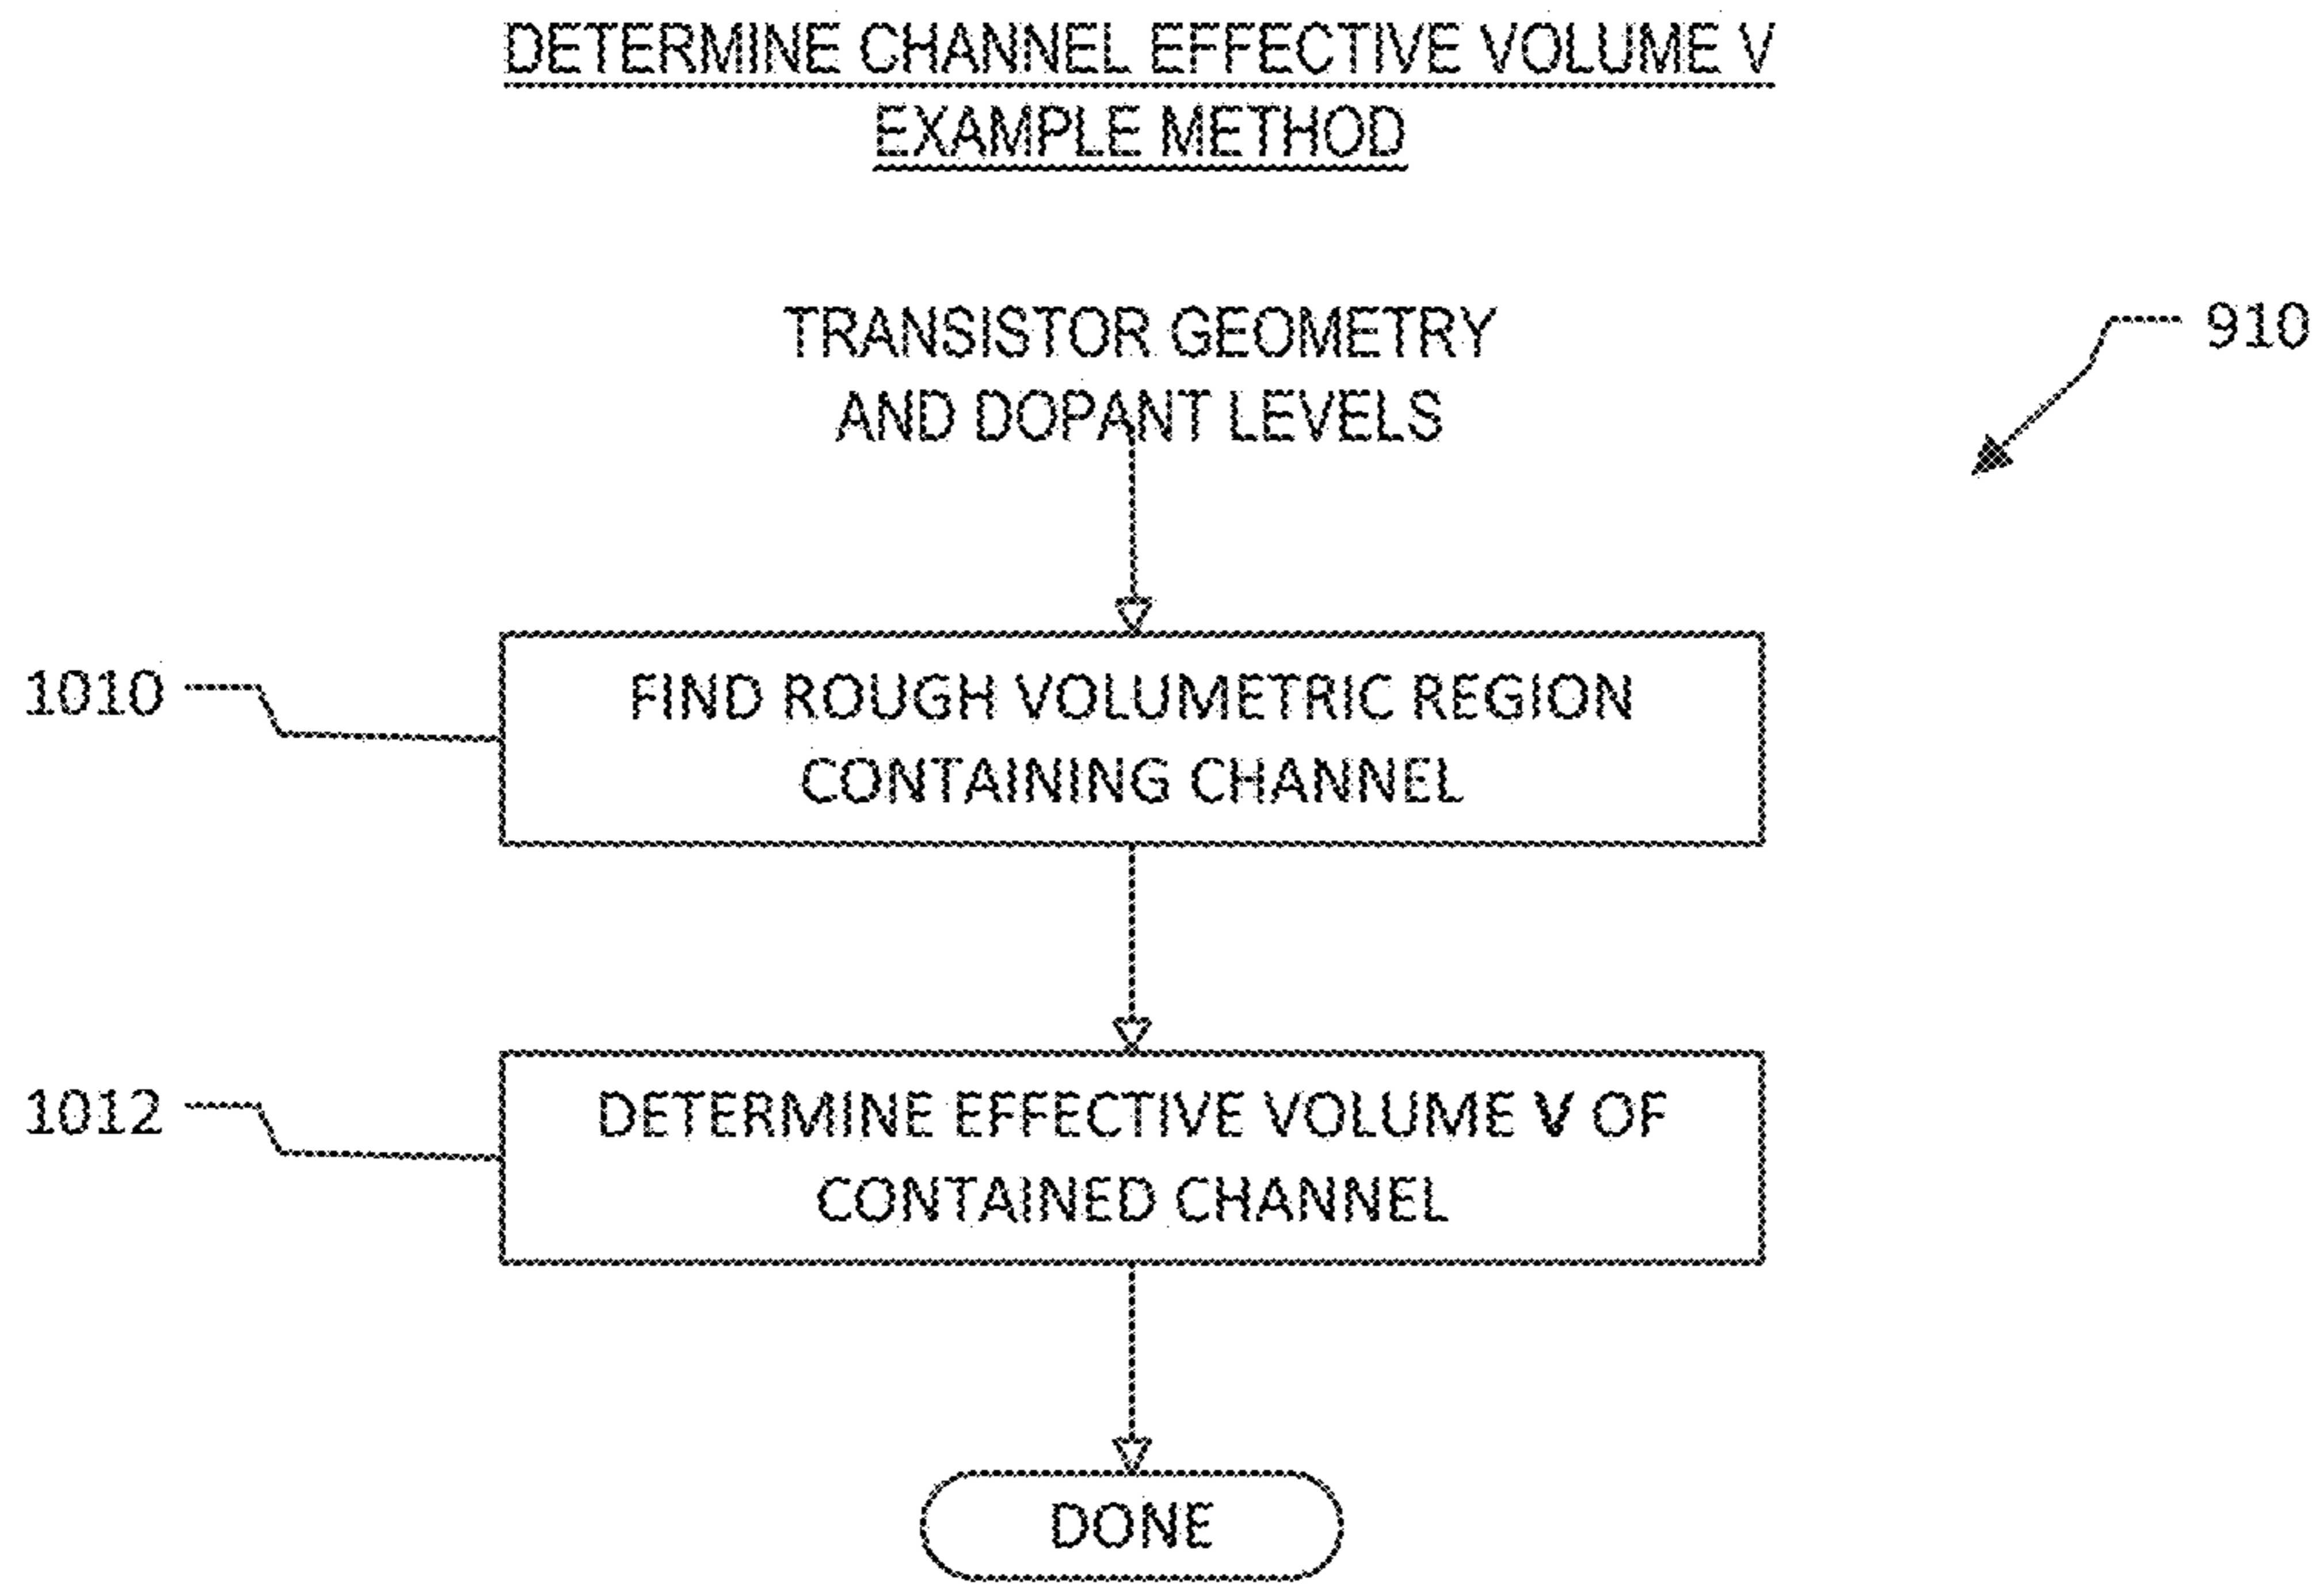 DETERMINE CHANNEL EFFECTIVE VOLUME V
EXAMPLE METHOD
TRANSISTOR GEOMETRY
AND DOPANT LEVELS
910
1010
FIND ROUGH VOLUMETRIC REGION
CONTAINING CHANNEL
1012
DETERMINE EFFECTIVE VOLUME V OF
CONTAINED CHANNEL
DONE